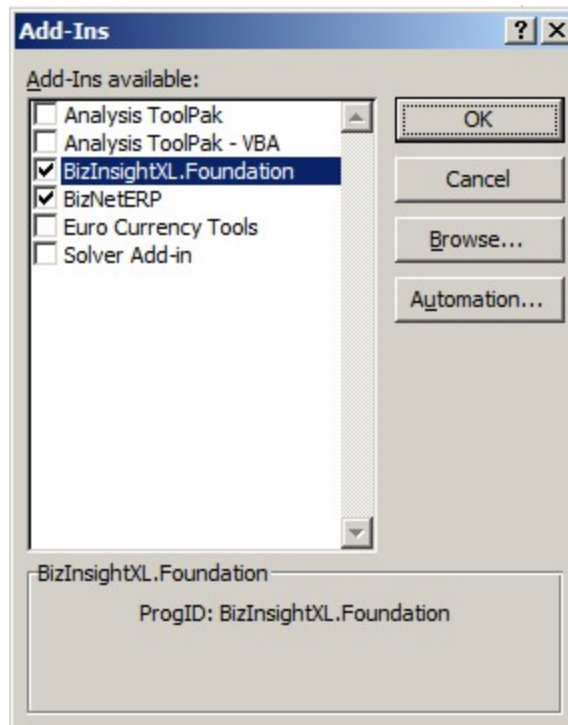 Add-Ins
Add-Ins available:
Analysis ToolPak
Analysis ToolPak - VBA
BizInsightXL.Foundation
BizNetERP
Euro Currency Tools
Solver Add-in
OK
Cancel
Browse...
Automation...
BizInsightXL.Foundation
ProgID: BizInsightXL.Foundation